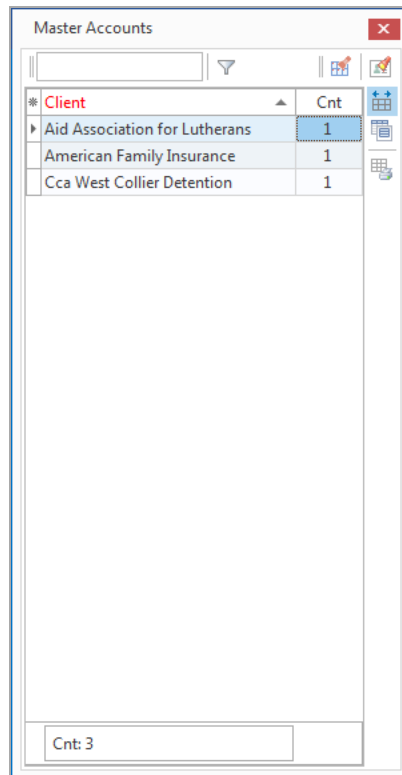 Master Accounts
* Client Cnt
Aid Association for Lutherans 1
American Family Insurance 1
Cca West Collier Detention 1
Cnt: 3